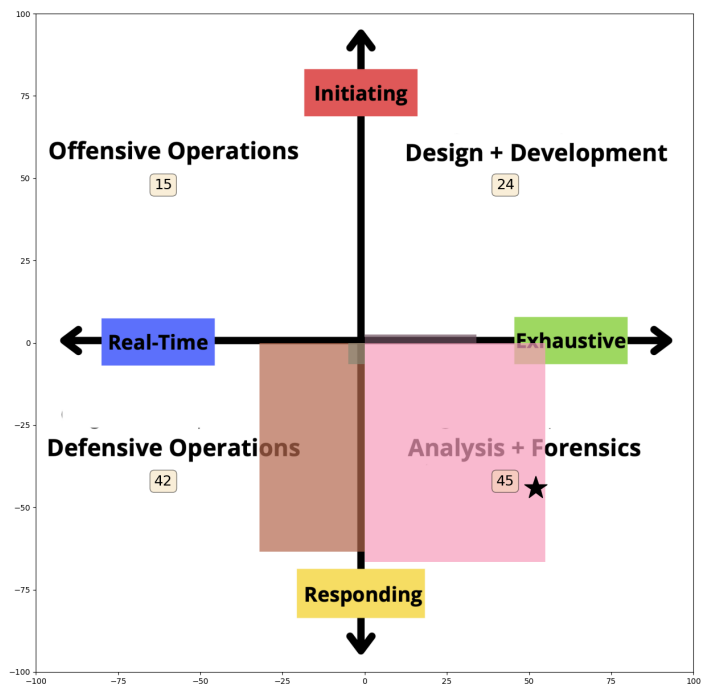 100
Initiating
75
Offensive Operations
Design + Development
15
24
50
25
Real-Time
Exhaustive
0
−25
Defensive Operations
Analysis + Forensics
42
45
−50
Responding
−75
−100
−100 −75 −50 −25 0 25 50 75 100